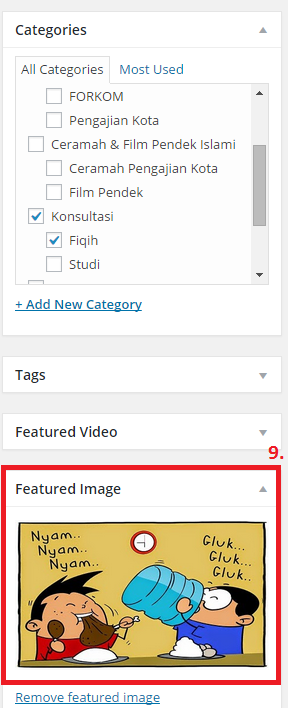 Categories
All Categories Most Used
FORKOM
Pengajian Kota
Ceramah & Film Pendek Islami
Ceramah Pengajian Kota
Film Pendek
Konsultasi
Fiqih
Studi
+ Add New Category
Tags
Featured Video
9.
Featured Image
Nyam..
Nyam..
Nyam..
Gluk...
Gluk...
Gluk..
Remove featured image